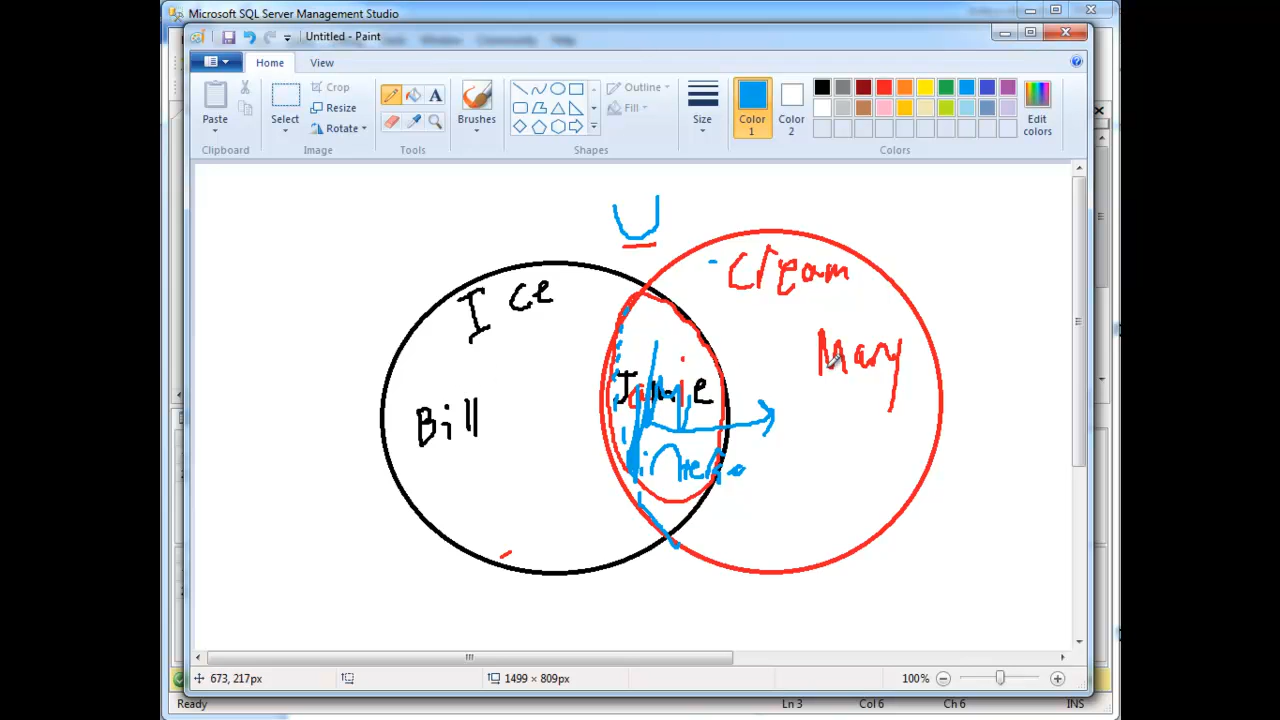 Microsoft SQL Server Management Studio
Untitled - Paint
Home View
Paste
Select
Crop
Resize
Rotate
Brushes
Outline
Fill
Size
Color 1
Color 2
Edit colors
Clipboard Image Tools Shapes Colors
U
Cream
Ice
Mary
Jamie
Bill
673, 217px 1499 × 809px 100%
Ready Ln 3 Col 6 Ch 6 INS